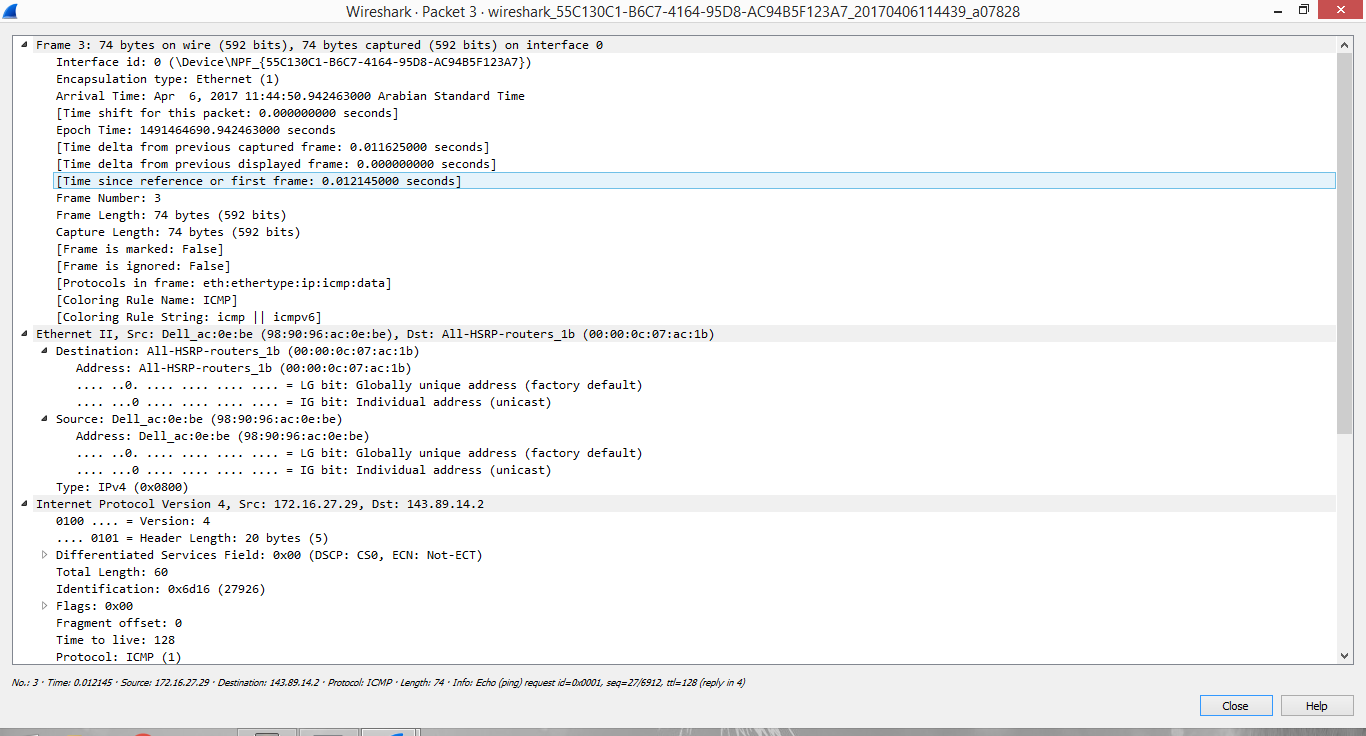 Wireshark · Packet 3 · wireshark_55C130C1-B6C7-4164-95D8-AC94B5F123A7_20170406114439_a07828
Frame 3: 74 bytes on wire (592 bits), 74 bytes captured (592 bits) on interface 0
Interface id: 0 (\Device\NPF_{55C130C1-B6C7-4164-95D8-AC94B5F123A7})
Encapsulation type: Ethernet (1)
Arrival Time: Apr  6, 2017 11:44:50.942463000 Arabian Standard Time
[Time shift for this packet: 0.000000000 seconds]
Epoch Time: 1491464690.942463000 seconds
[Time delta from previous captured frame: 0.011625000 seconds]
[Time delta from previous displayed frame: 0.000000000 seconds]
[Time since reference or first frame: 0.012145000 seconds]
Frame Number: 3
Frame Length: 74 bytes (592 bits)
Capture Length: 74 bytes (592 bits)
[Frame is marked: False]
[Frame is ignored: False]
[Protocols in frame: eth:ethertype:ip:icmp:data]
[Coloring Rule Name: ICMP]
[Coloring Rule String: icmp || icmpv6]
Ethernet II, Src: Dell_ac:0e:be (98:90:96:ac:0e:be), Dst: All-HSRP-routers_1b (00:00:0c:07:ac:1b)
Destination: All-HSRP-routers_1b (00:00:0c:07:ac:1b)
Address: All-HSRP-routers_1b (00:00:0c:07:ac:1b)
.... ..0. .... .... .... .... = LG bit: Globally unique address (factory default)
.... ...0 .... .... .... .... = IG bit: Individual address (unicast)
Source: Dell_ac:0e:be (98:90:96:ac:0e:be)
Address: Dell_ac:0e:be (98:90:96:ac:0e:be)
.... ..0. .... .... .... .... = LG bit: Globally unique address (factory default)
.... ...0 .... .... .... .... = IG bit: Individual address (unicast)
Type: IPv4 (0x0800)
Internet Protocol Version 4, Src: 172.16.27.29, Dst: 143.89.14.2
0100 .... = Version: 4
.... 0101 = Header Length: 20 bytes (5)
Differentiated Services Field: 0x00 (DSCP: CS0, ECN: Not-ECT)
Total Length: 60
Identification: 0x6d16 (27926)
Flags: 0x00
Fragment offset: 0
Time to live: 128
Protocol: ICMP (1)
No.: 3 · Time: 0.012145 · Source: 172.16.27.29 · Destination: 143.89.14.2 · Protocol: ICMP · Length: 74 · Info: Echo (ping) request id=0x0001, seq=27/6912, ttl=128 (reply in 4)
Close
Help